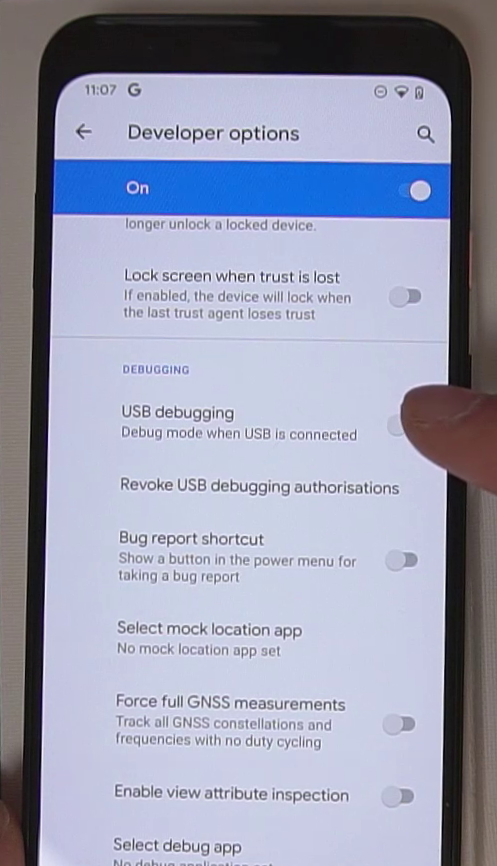 11:07 G
Developer options
On
longer unlock a locked device.
Lock screen when trust is lost
If enabled, the device will lock when
the last trust agent loses trust
DEBUGGING
USB debugging
Debug mode when USB is connected
Revoke USB debugging authorisations
Bug report shortcut
Show a button in the power menu for
taking a bug report
Select mock location app
No mock location app set
Force full GNSS measurements
Track all GNSS constellations and
frequencies with no duty cycling
Enable view attribute inspection
Select debug app
No debug application set